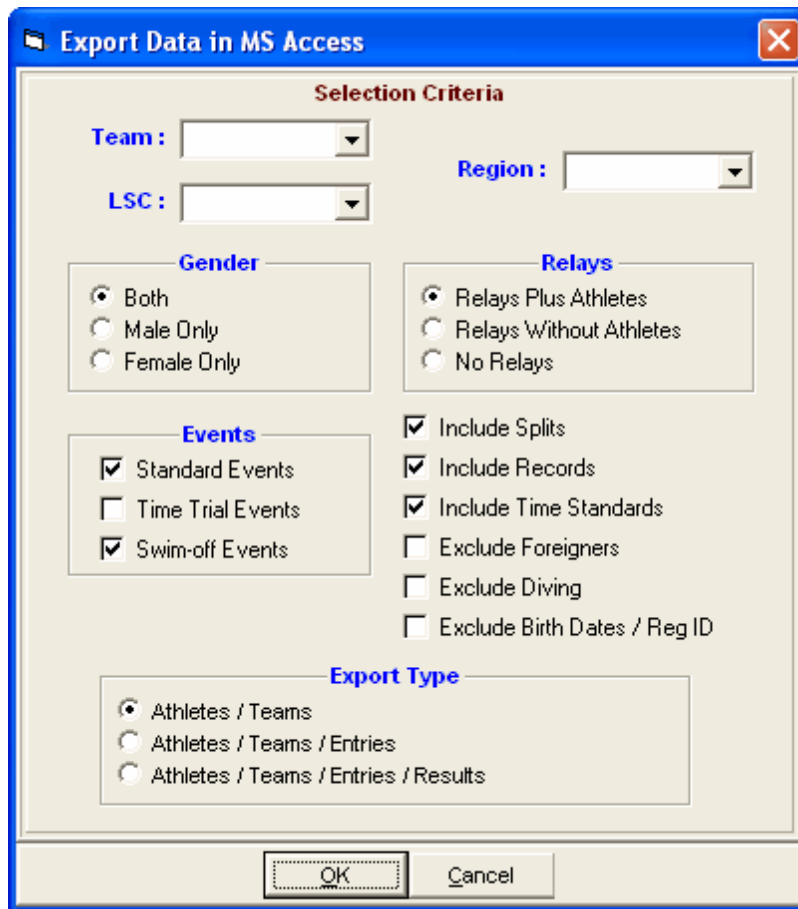 Export Data in MS Access
Selection Criteria
Team :
Region :
LSC :
Gender
Both
Male Only
Female Only
Relays
Relays Plus Athletes
Relays Without Athletes
No Relays
Events
Standard Events
Time Trial Events
Swim-off Events
Include Splits
Include Records
Include Time Standards
Exclude Foreigners
Exclude Diving
Exclude Birth Dates / Reg ID
Export Type
Athletes / Teams
Athletes / Teams / Entries
Athletes / Teams / Entries / Results
OK
Cancel